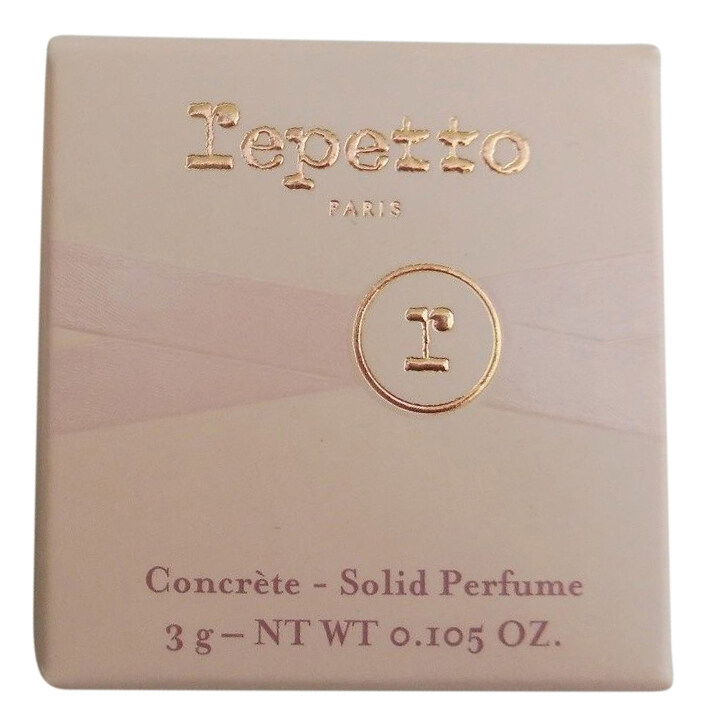 repetto
PARIS
r
Concrète - Solid Perfume
3 g – NT WT 0.105 OZ.